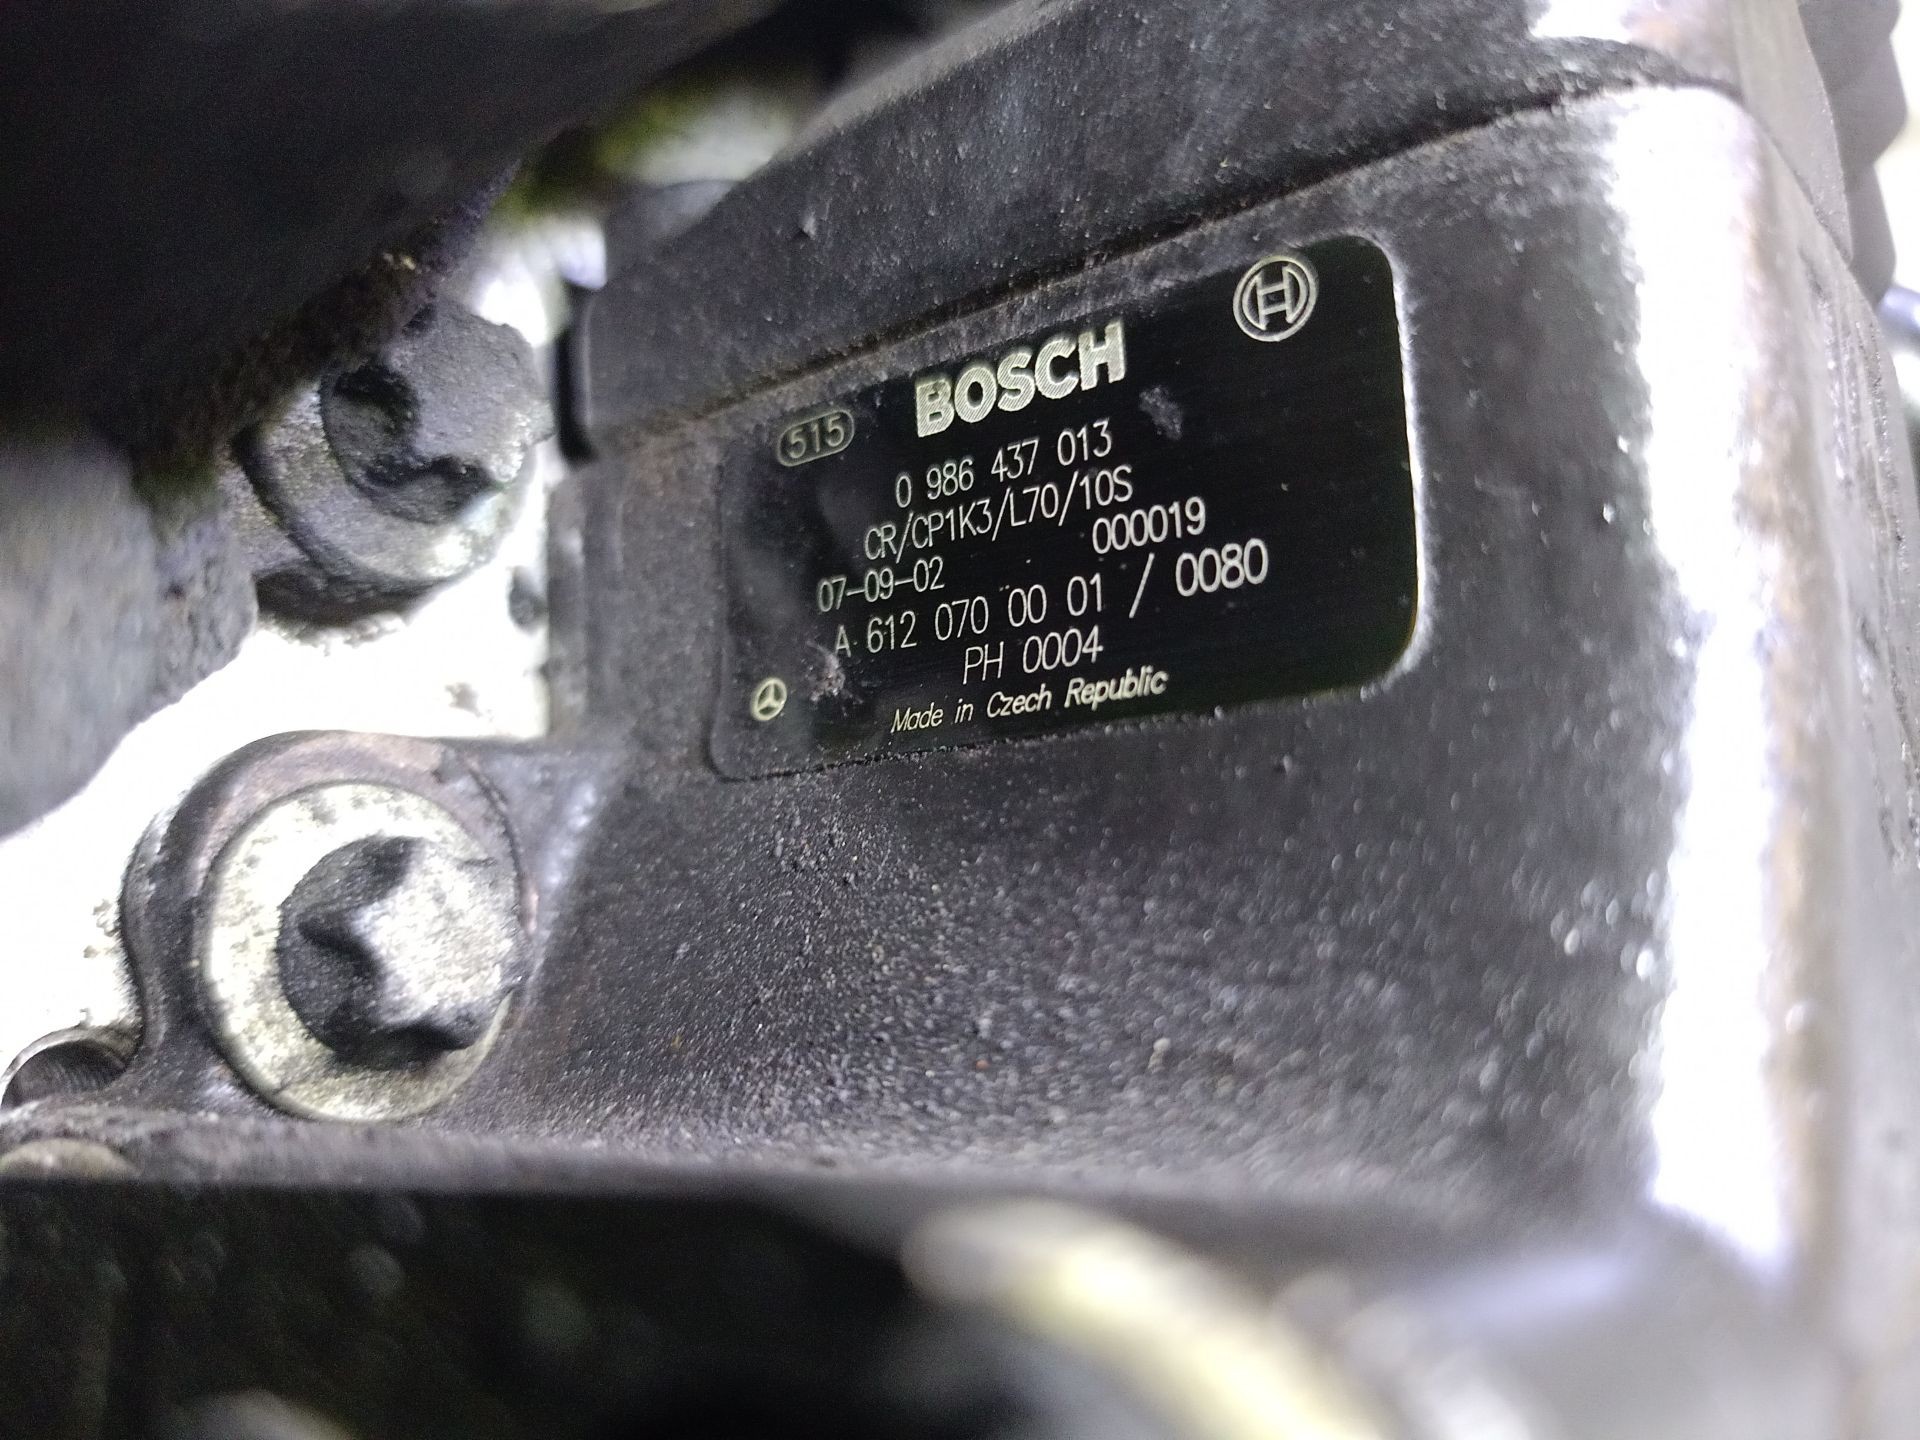 BOSCH
515
0 986 437 013
CR/CP1K3/L70/10S
07-09-02 000019
A 612 070 00 01 / 0080
PH 0004
Made in Czech Republic